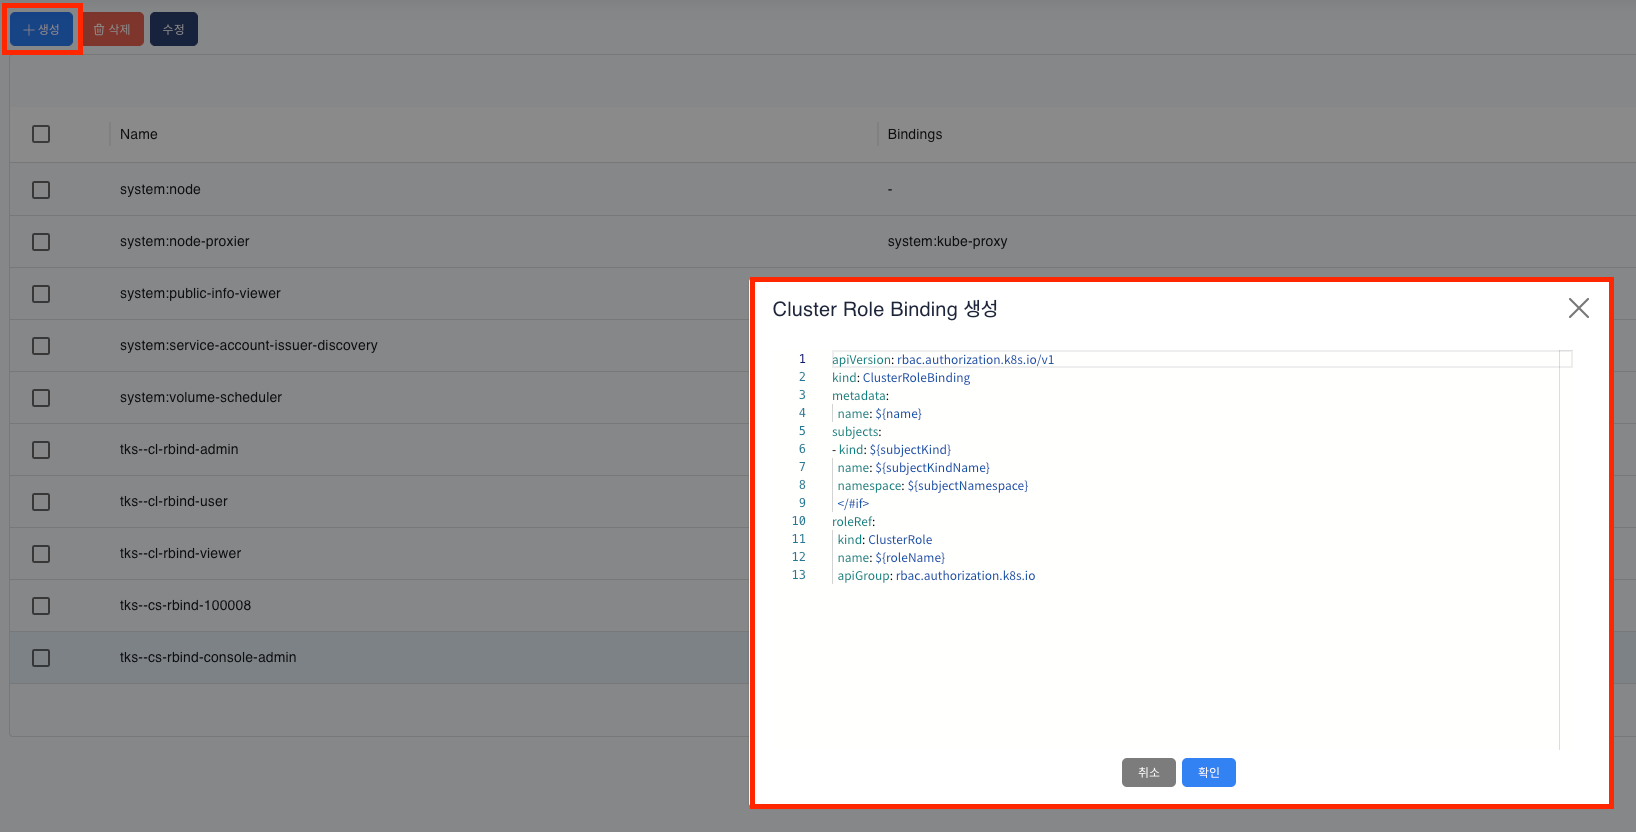 생성
삭제
수정
Name
Bindings
system:node
-
system:node-proxier
system:kube-proxy
system:public-info-viewer
system:service-account-issuer-discovery
system:volume-scheduler
tks--cl-rbind-admin
tks--cl-rbind-user
tks--cl-rbind-viewer
tks--cs-rbind-100008
tks--cs-rbind-console-admin
Cluster Role Binding 생성
1 apiVersion: rbac.authorization.k8s.io/v1
2 kind: ClusterRoleBinding
3 metadata:
4 name: ${name}
5 subjects:
6 - kind: ${subjectKind}
7 name: ${subjectKindName}
8 namespace: ${subjectNamespace}
9 </#if>
10 roleRef:
11 kind: ClusterRole
12 name: ${roleName}
13 apiGroup: rbac.authorization.k8s.io
취소
확인